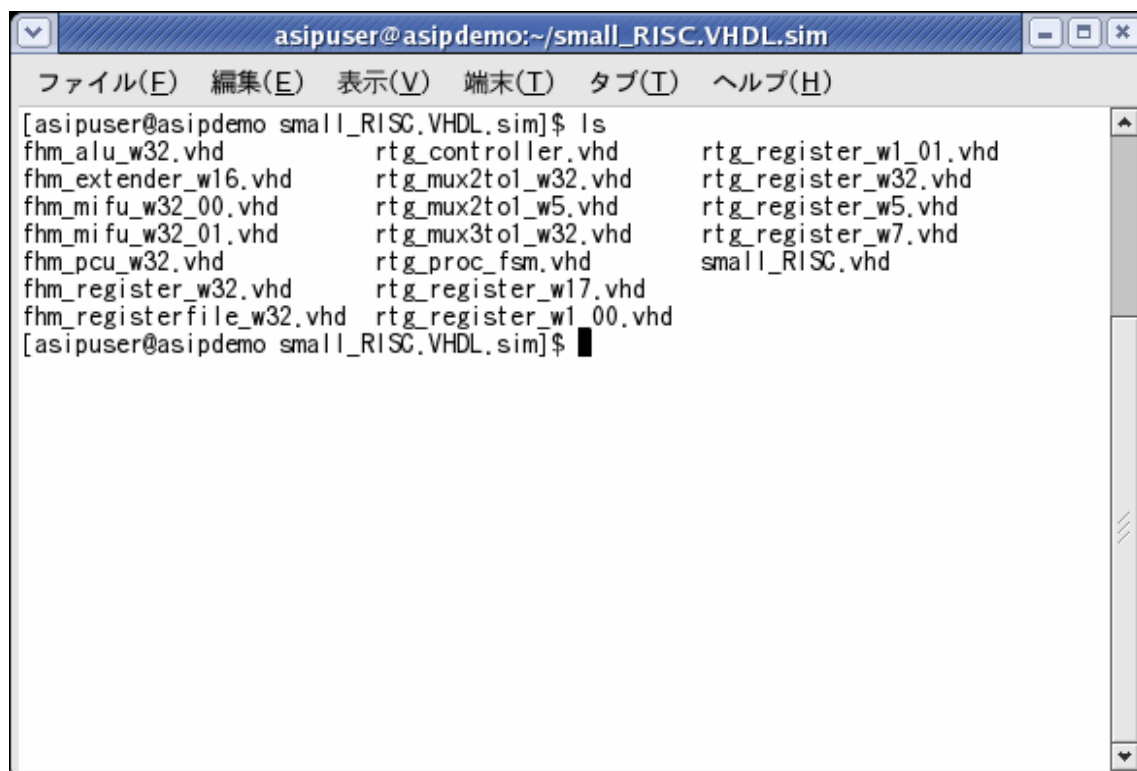 asipuser@asipdemo:~/small_RISC.VHDL.sim
ファイル(F) 編集(E) 表示(V) 端末(T) タブ(T) ヘルプ(H)
[asipuser@asipdemo small_RISC.VHDL.sim]$ ls
fhm_alu_w32.vhd rtg_controller.vhd rtg_register_w1_01.vhd
fhm_extender_w16.vhd rtg_mux2to1_w32.vhd rtg_register_w32.vhd
fhm_mifu_w32_00.vhd rtg_mux2to1_w5.vhd rtg_register_w5.vhd
fhm_mifu_w32_01.vhd rtg_mux3to1_w32.vhd rtg_register_w7.vhd
fhm_pcu_w32.vhd rtg_proc_fsm.vhd small_RISC.vhd
fhm_register_w32.vhd rtg_register_w17.vhd
fhm_registerfile_w32.vhd rtg_register_w1_00.vhd
[asipuser@asipdemo small_RISC.VHDL.sim]$